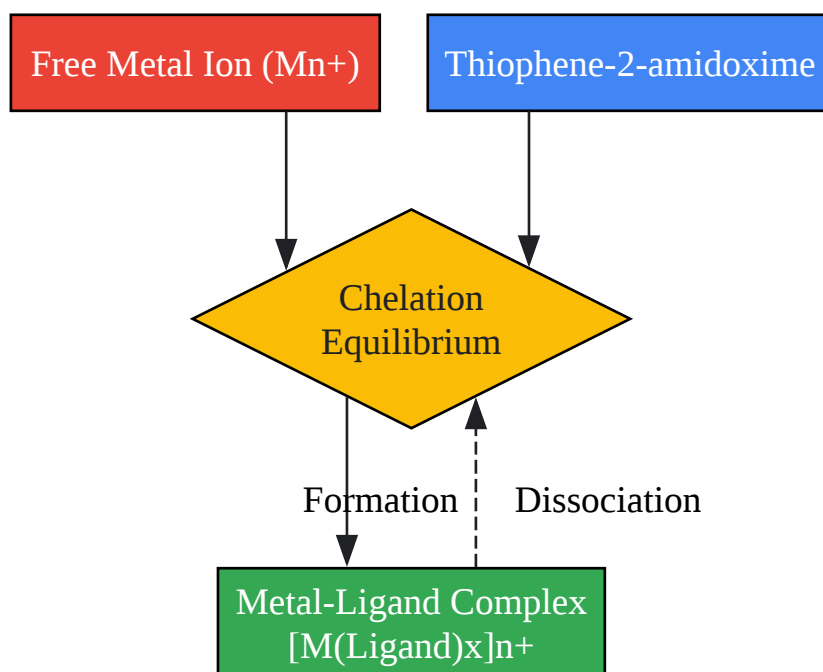 Free Metal Ion (Mn+)
Thiophene-2-amidoxime
Chelation
Equilibrium
Formation
Dissociation
Metal-Ligand Complex
[M(Ligand)x]n+